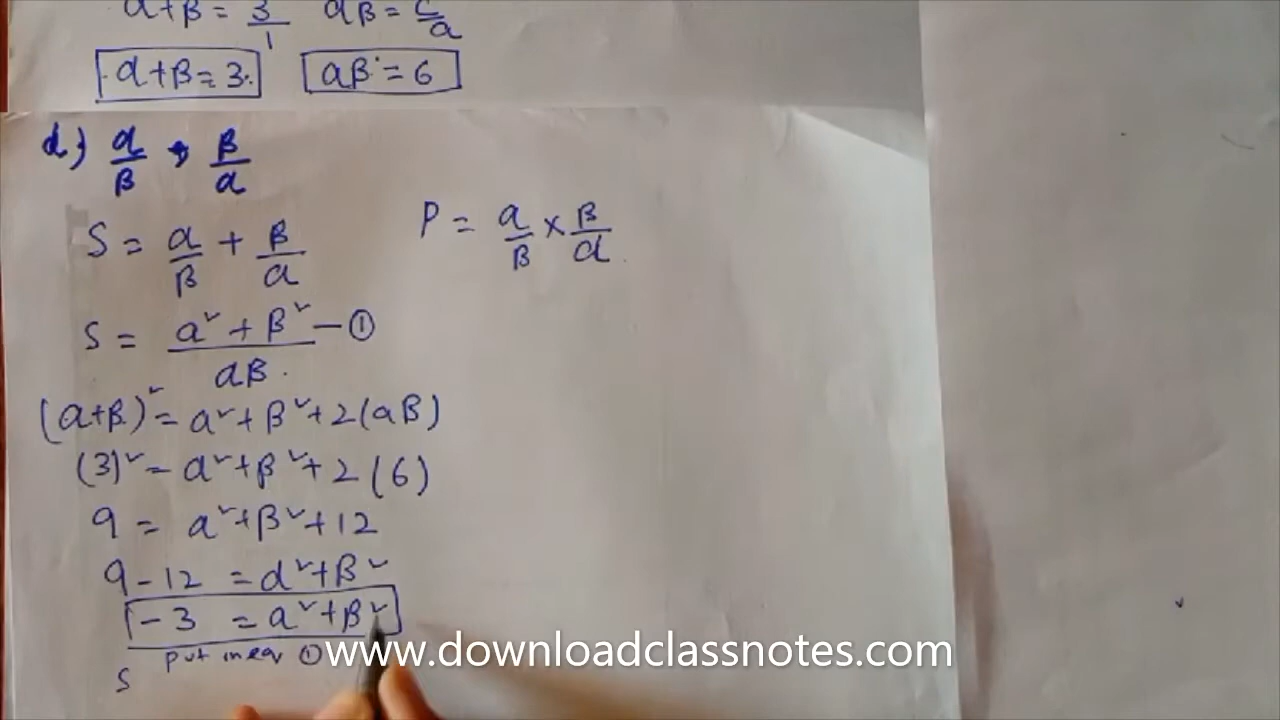 α+β = 3/1   αβ = c/a
α+β = 3   αβ = 6
d.) α/β , β/α
S = α/β + β/α   P = α/β × β/α
S = (α² + β²)/αβ — ①
(α+β)² = α² + β² + 2(αβ)
(3)² = α² + β² + 2(6)
9 = α² + β² + 12
9 - 12 = α² + β²
-3 = α² + β²
put in eq ①
S
www.downloadclassnotes.com